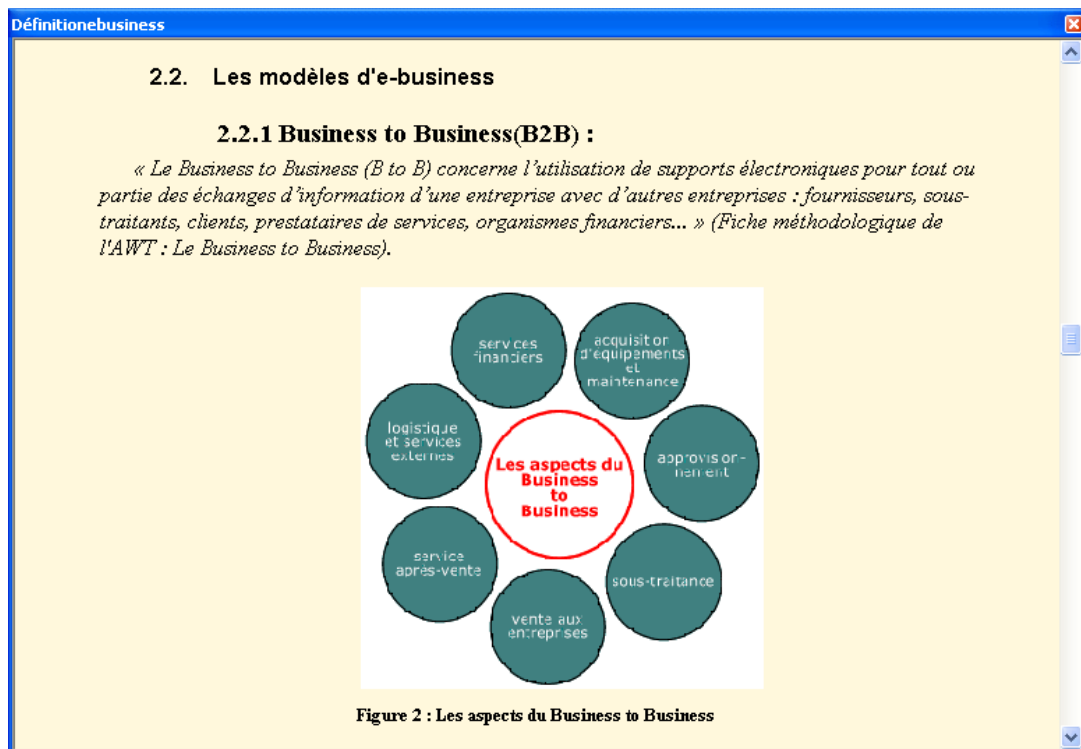 Définitionebusiness
2.2. Les modèles d'e-business
2.2.1 Business to Business(B2B) :
« Le Business to Business (B to B) concerne l’utilisation de supports électroniques pour tout ou
partie des échanges d’information d’une entreprise avec d’autres entreprises : fournisseurs, sous-
traitants, clients, prestataires de services, organismes financiers... » (Fiche méthodologique de
l'AWT : Le Business to Business).
services
financiers
acquisition
d'équipements
et
maintenance
logistique
et services
externes
Les aspects du
Business
to
Business
approvision-
nement
service
après-vente
sous-traitance
vente aux
entreprises
Figure 2 : Les aspects du Business to Business